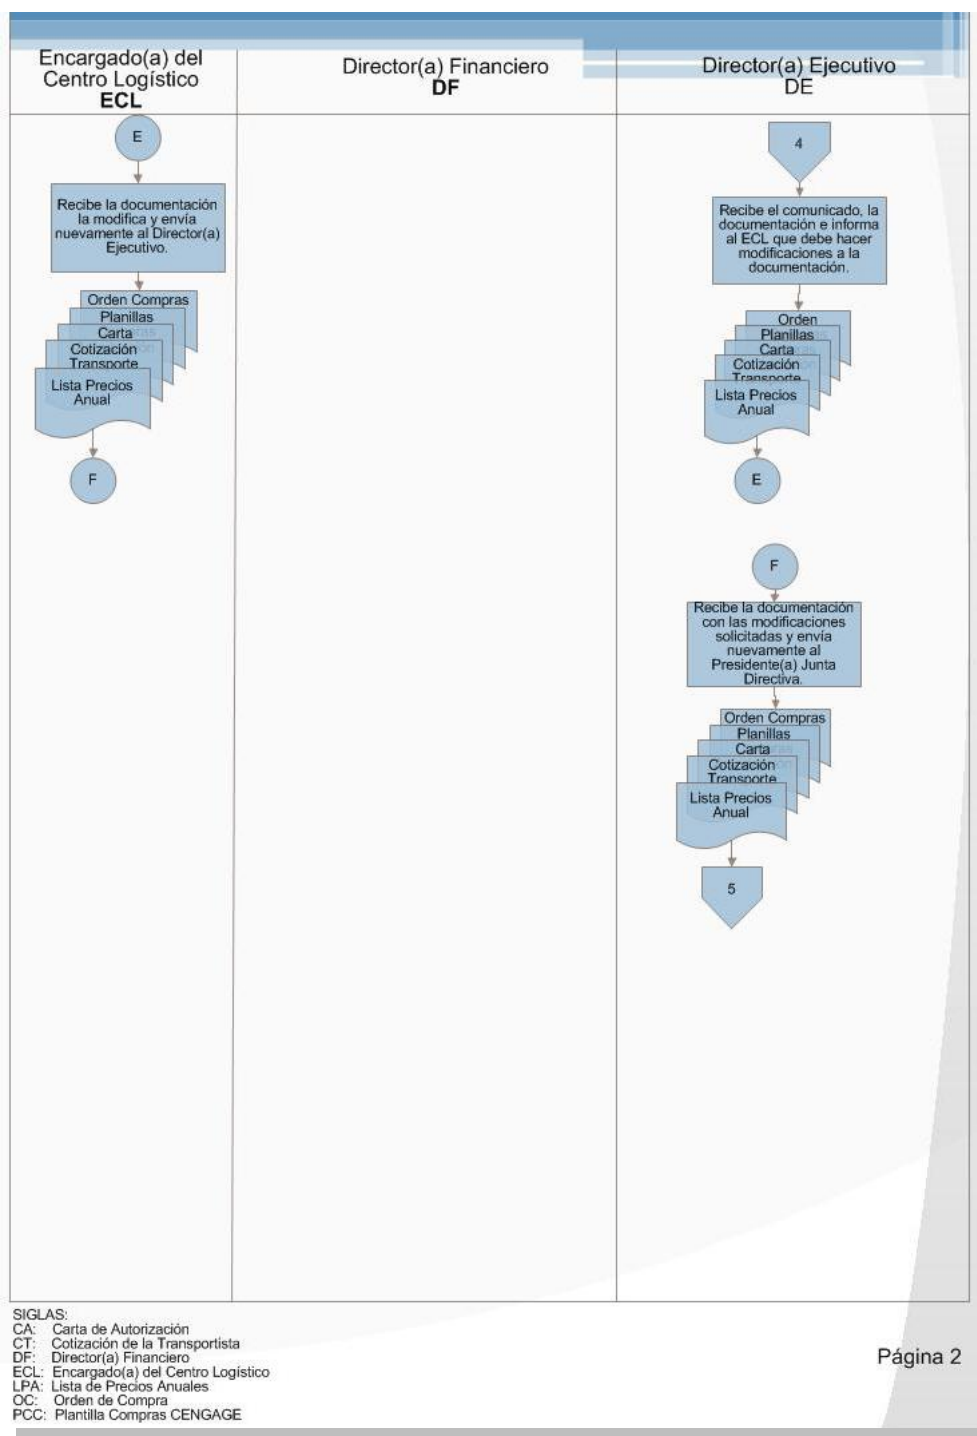 Encargado(a) del
Centro Logístico
ECL
Director(a) Financiero
DF
Director(a) Ejecutivo
DE
E
Recibe la documentación
la modifica y envía
nuevamente al Director(a)
Ejecutivo.
Orden Compras
Planillas
Carta
Cotización
Transporte
Lista Precios
Anual
F
4
Recibe el comunicado, la
documentación e informa
al ECL que debe hacer
modificaciones a la
documentación.
Orden
Planillas
Carta
Cotización
Transporte
Lista Precios
Anual
E
F
Recibe la documentación
con las modificaciones
solicitadas y envía
nuevamente al
Presidente(a) Junta
Directiva.
Orden Compras
Planillas
Carta
Cotización
Transporte
Lista Precios
Anual
5
SIGLAS:
CA: Carta de Autorización
CT: Cotización de la Transportista
DF: Director(a) Financiero
ECL: Encargado(a) del Centro Logístico
LPA: Lista de Precios Anuales
OC: Orden de Compra
PCC: Plantilla Compras CENGAGE
Página 2